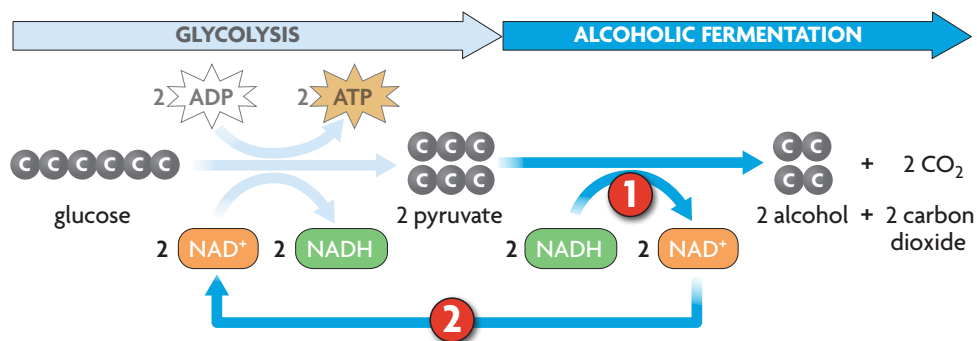 GLYCOLYSIS
ALCOHOLIC FERMENTATION
2 ADP
2 ATP
C C C C C C
C C C
C C C
C C
C C
+ 2 CO₂
glucose
2 pyruvate
1
2 alcohol + 2 carbon
dioxide
2 NAD⁺
2 NADH
2 NADH
2 NAD⁺
2